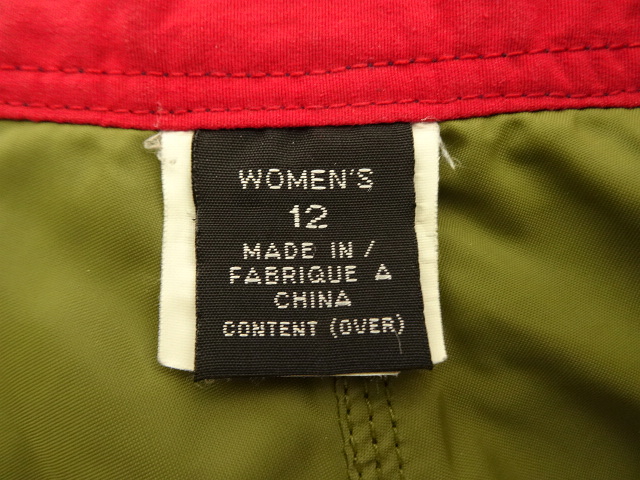 WOMEN'S
12
MADE IN /
FABRIQUE A
CHINA
CONTENT (OVER)